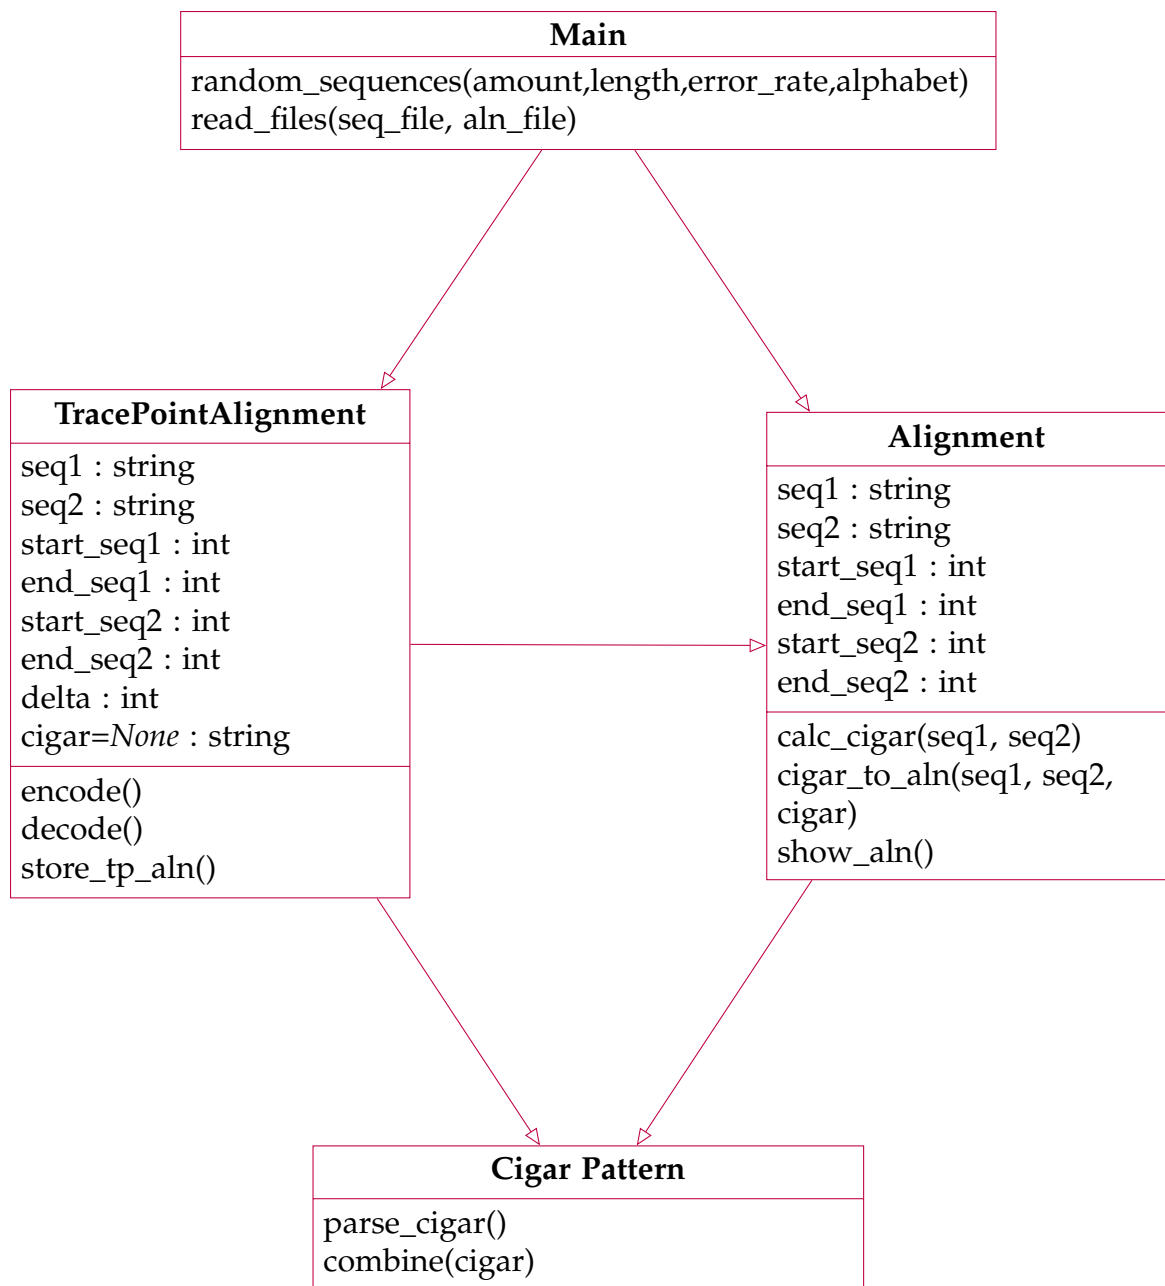 Main
random_sequences(amount,length,error_rate,alphabet)
read_files(seq_file, aln_file)
TracePointAlignment
seq1 : string
seq2 : string
start_seq1 : int
end_seq1 : int
start_seq2 : int
end_seq2 : int
delta : int
cigar=None : string
encode()
decode()
store_tp_aln()
Alignment
seq1 : string
seq2 : string
start_seq1 : int
end_seq1 : int
start_seq2 : int
end_seq2 : int
calc_cigar(seq1, seq2)
cigar_to_aln(seq1, seq2,
cigar)
show_aln()
Cigar Pattern
parse_cigar()
combine(cigar)